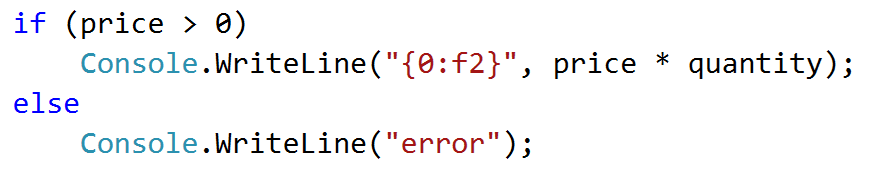 if (price > 0)
    Console.WriteLine("{0:f2}", price * quantity);
else
    Console.WriteLine("error");